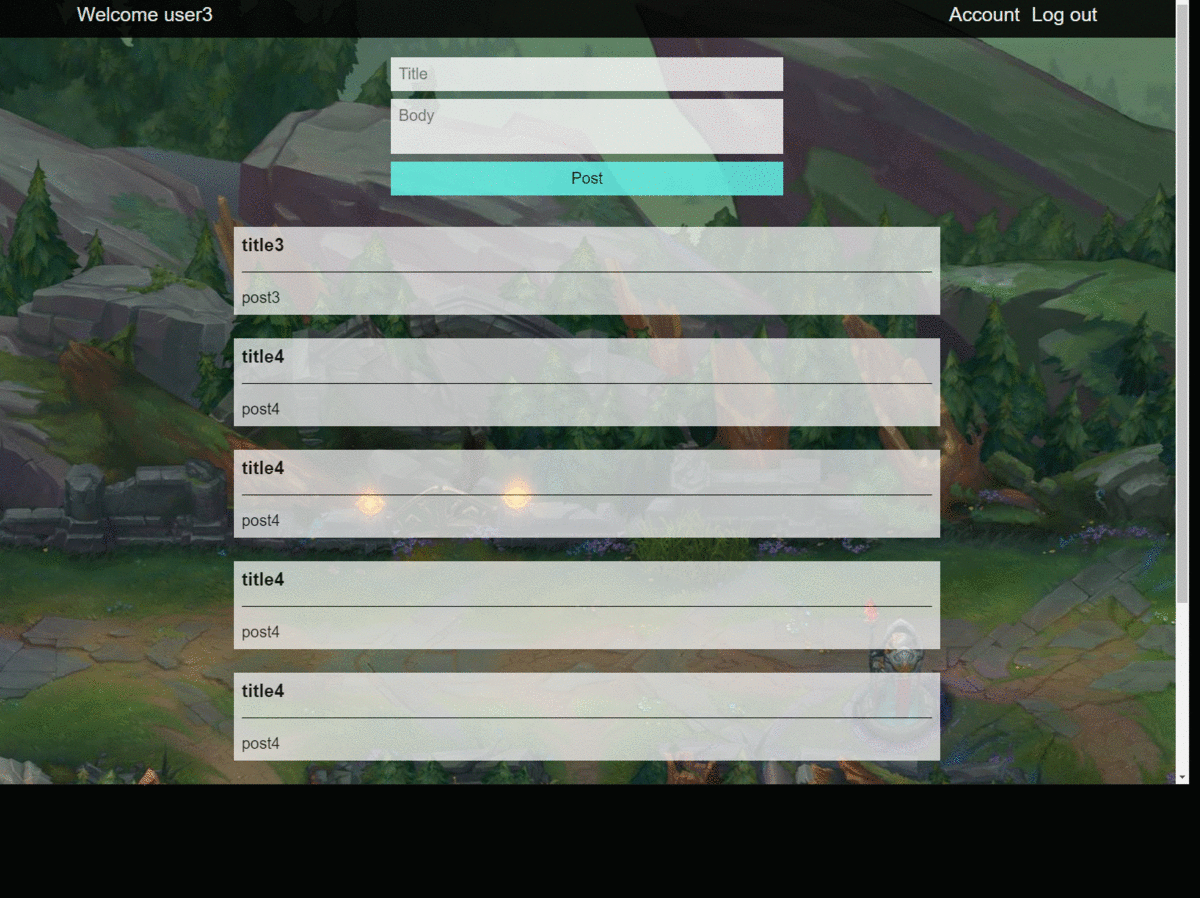 Welcome user3
Account Log out
Title
Body
Post
title3
post3
title4
post4
title4
post4
title4
post4
title4
post4